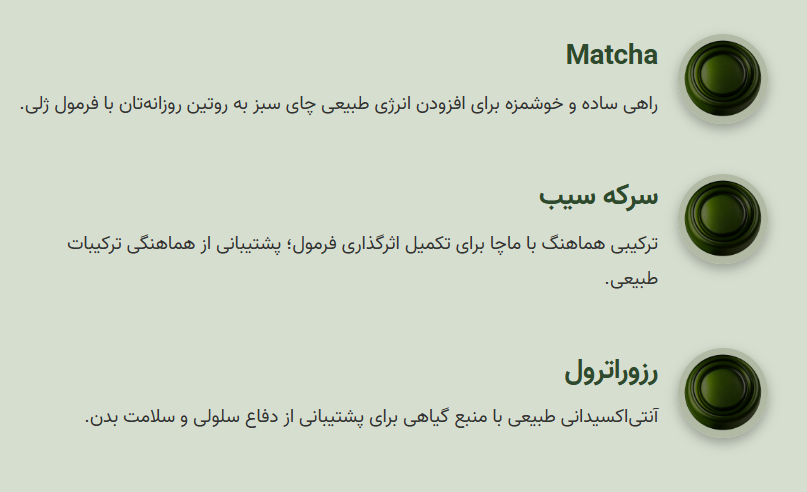 Matcha
راهی ساده و خوشمزه برای افزودن انرژی طبیعی چای سبز به روتین روزانه‌تان با فرمول ژلی.
سرکه سیب
ترکیبی هماهنگ با ماچا برای تکمیل اثرگذاری فرمول؛ پشتیبانی از هماهنگی ترکیبات
طبیعی.
رزوراترول
آنتی‌اکسیدانی طبیعی با منبع گیاهی برای پشتیبانی از دفاع سلولی و سلامت بدن.